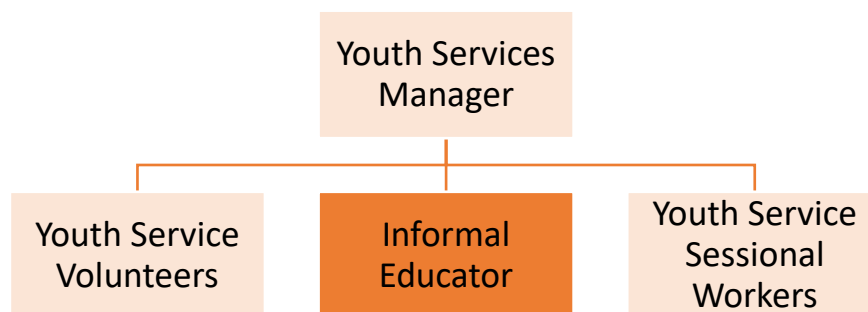 Youth Services
Manager
Youth Service
Volunteers
Informal
Educator
Youth Service
Sessional
Workers